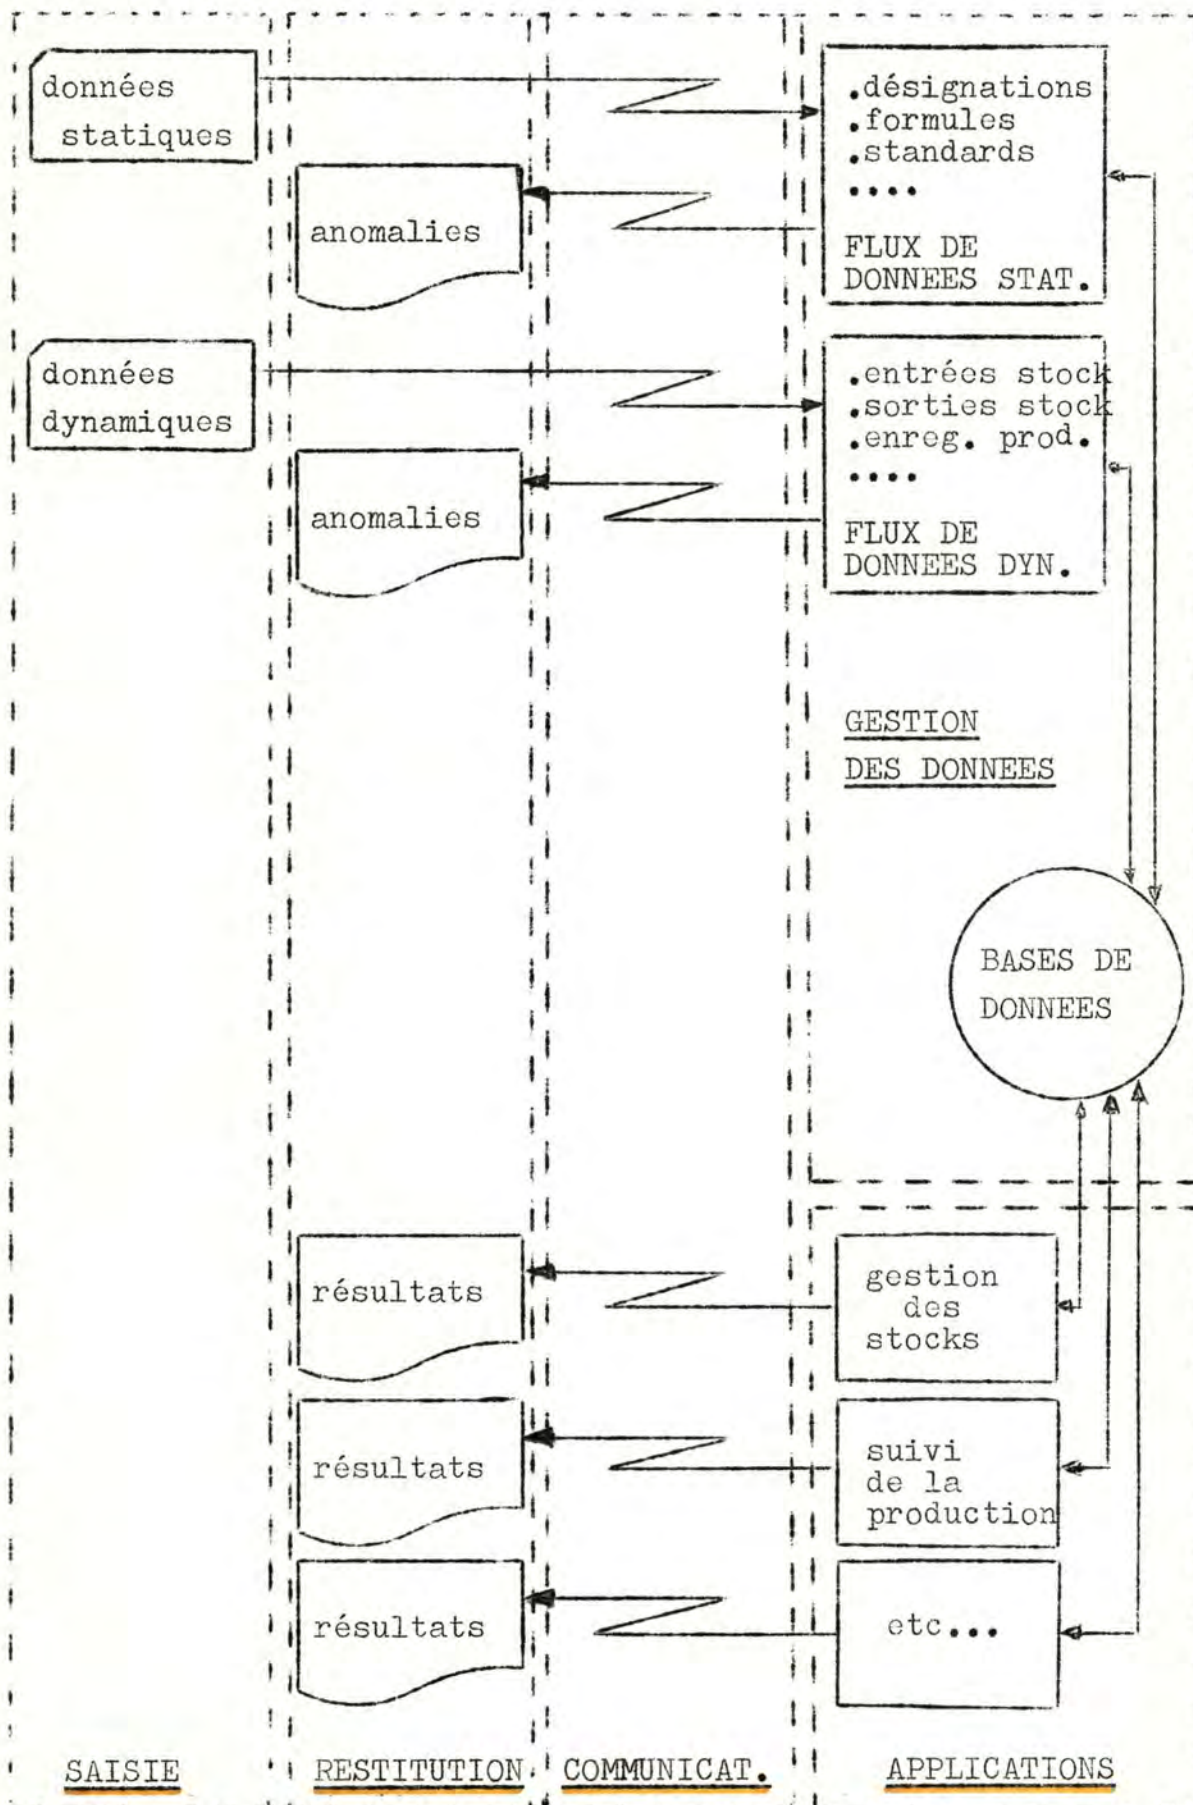 données
statiques
.désignations
.formules
.standards
....
FLUX DE
DONNEES STAT.
anomalies
données
dynamiques
.entrées stock
.sorties stock
.enreg. prod.
....
FLUX DE
DONNEES DYN.
anomalies
GESTION
DES DONNEES
BASES DE
DONNEES
résultats
gestion
des
stocks
résultats
suivi
de la
production
résultats
etc...
SAISIE
RESTITUTION
COMMUNICAT.
APPLICATIONS